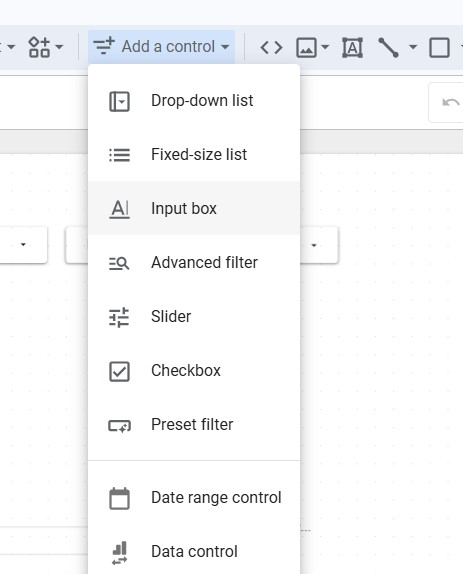 Add a control
Drop-down list
Fixed-size list
Input box
Advanced filter
Slider
Checkbox
Preset filter
Date range control
Data control